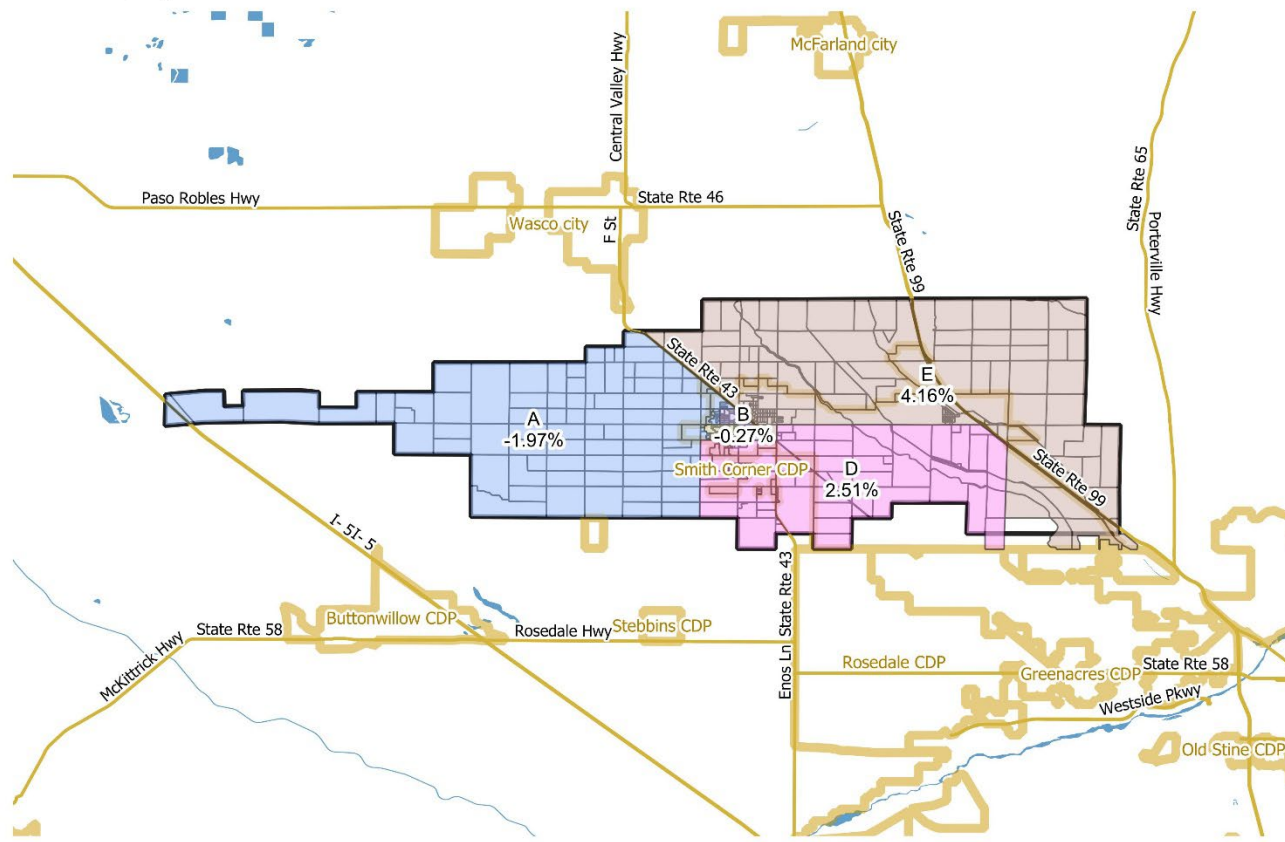 McFarland city
Central Valley Hwy
State Rte 65
Paso Robles Hwy
State Rte 46
Wasco city
F St
Porterville Hwy
State Rte 99
State Rte 43
E
4.16%
A
-1.97%
B
-0.27%
Smith Corner CDP
D
2.51%
State Rte 99
I- 5I- 5
Enos Ln State Rte 43
Buttonwillow CDP
State Rte 58
Rosedale Hwy
Stebbins CDP
McKittrick Hwy
Rosedale CDP
Greenacres CDP
State Rte 58
Westside Pkwy
Old Stine CDP